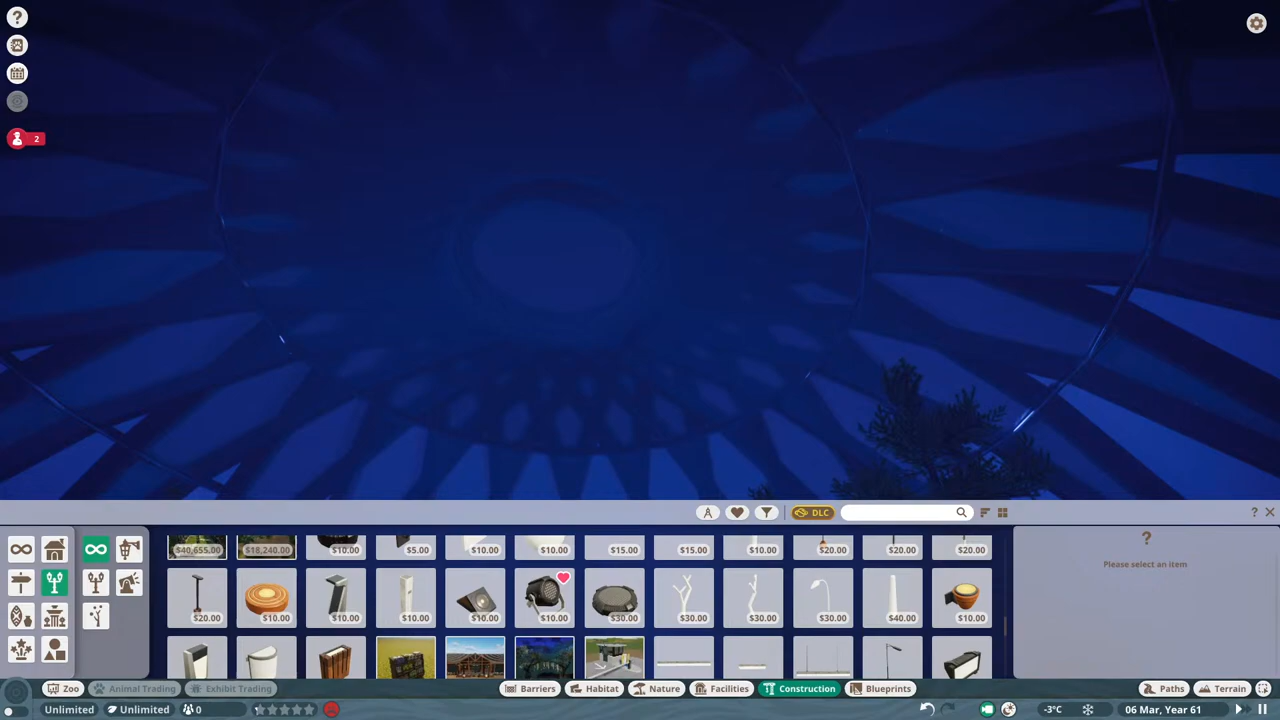 ?
2
DLC
? ×
$40,655.00 $18,240.00 $10.00 $5.00 $10.00 $10.00 $15.00 $15.00 $10.00 $20.00 $20.00 $20.00
?
Please select an item
$20.00 $10.00 $10.00 $10.00 $10.00 $10.00 $30.00 $30.00 $30.00 $30.00 $40.00 $10.00
Zoo Animal Trading Exhibit Trading Barriers Habitat Nature Facilities Construction Blueprints Paths Terrain
Unlimited Unlimited 0 -3°C 06 Mar, Year 61